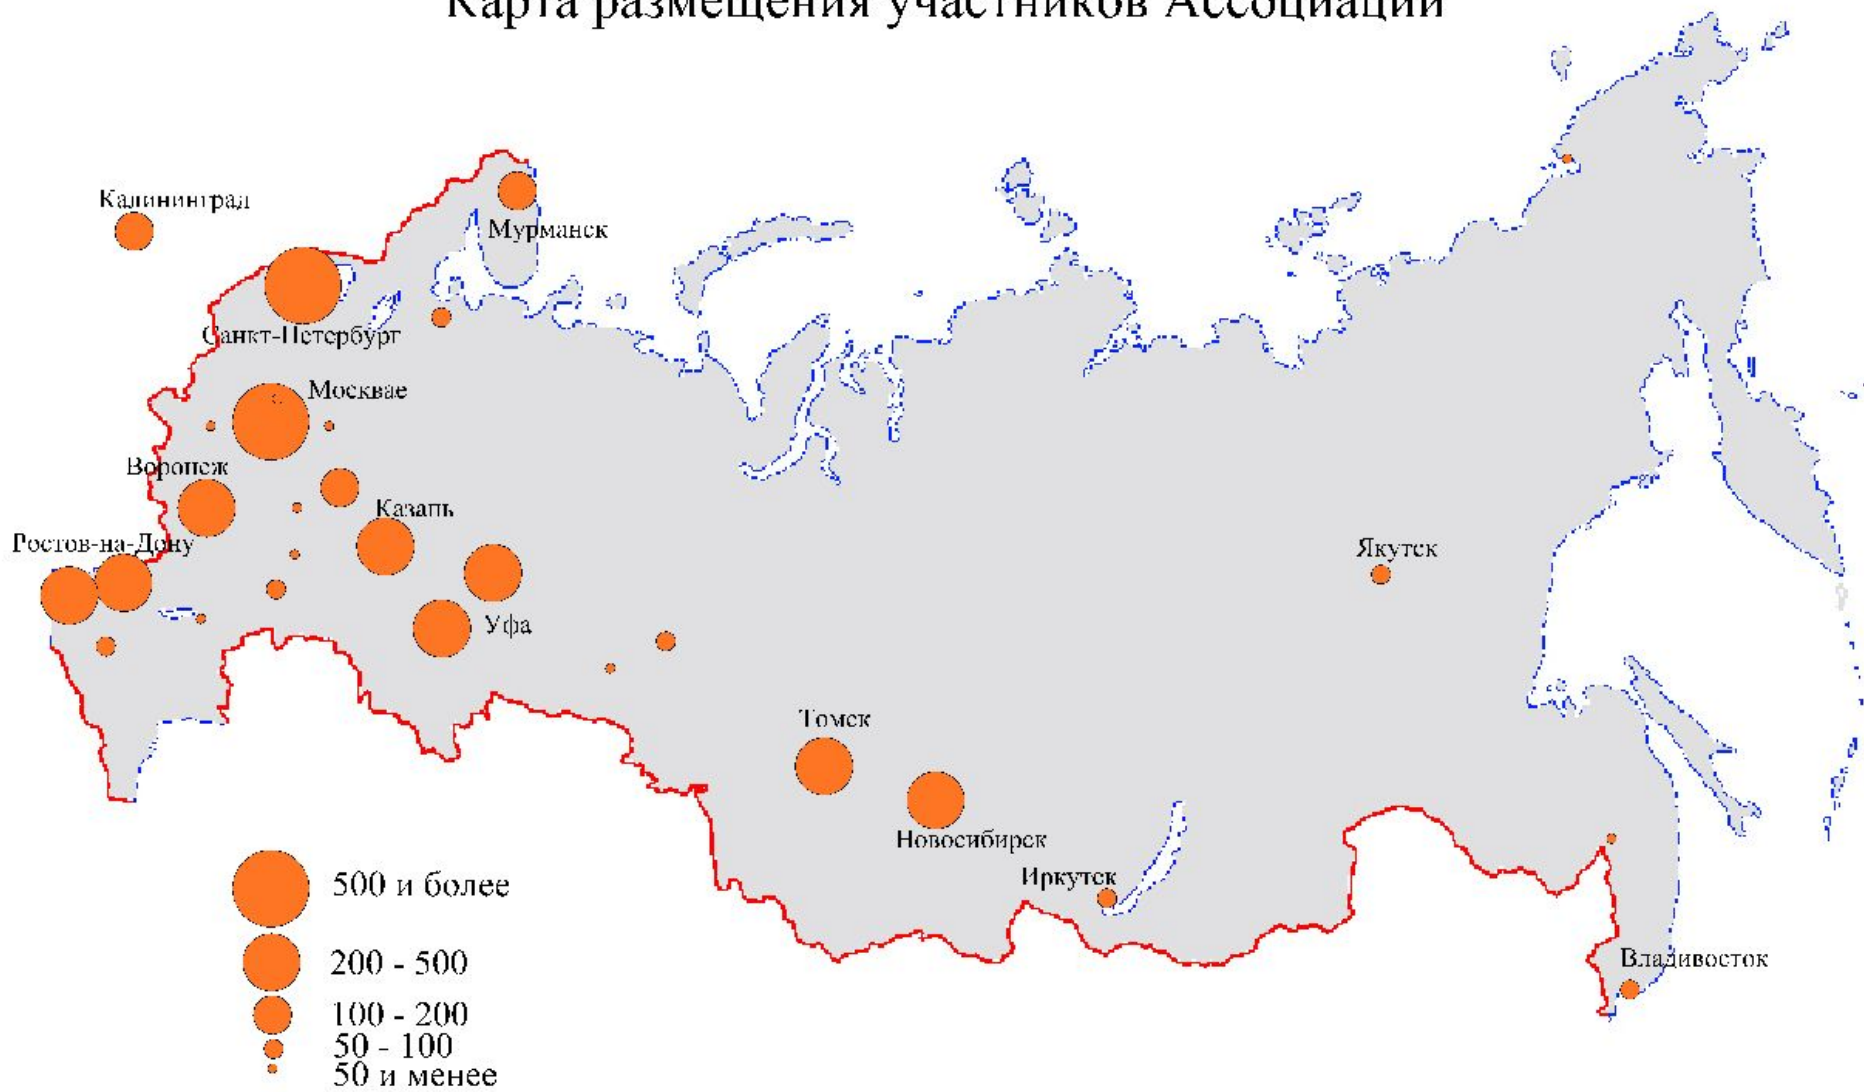 Карта размещения участников Ассоциации
Калининград
Мурманск
Санкт-Петербург
Москвае
Воронеж
Казань
Ростов-на-Дону
Уфа
Якутск
Томск
Новосибирск
Иркутск
Владивосток
500 и более
200 - 500
100 - 200
50 - 100
50 и менее